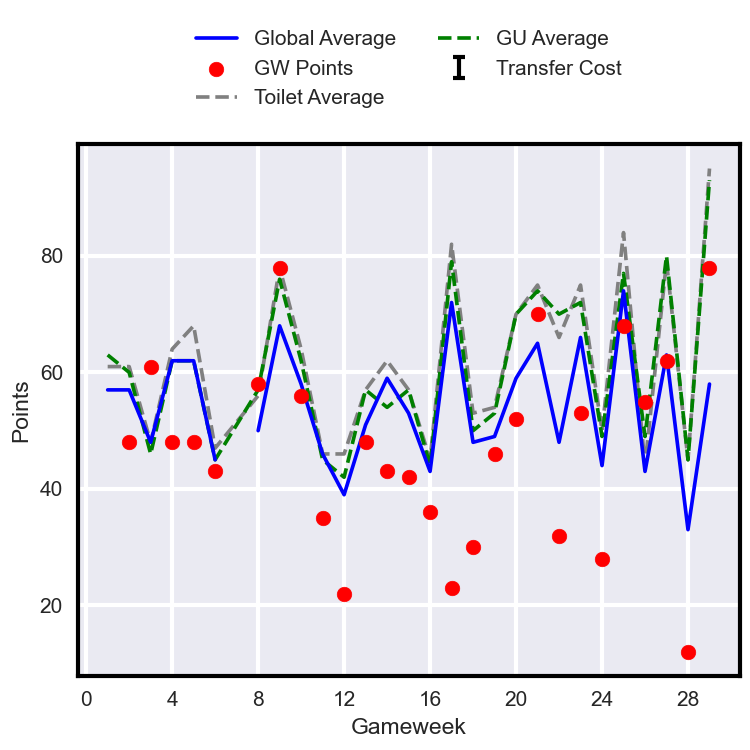 Global Average
GW Points
Toilet Average
GU Average
Transfer Cost
80
60
40
20
Points
0 4 8 12 16 20 24 28
Gameweek